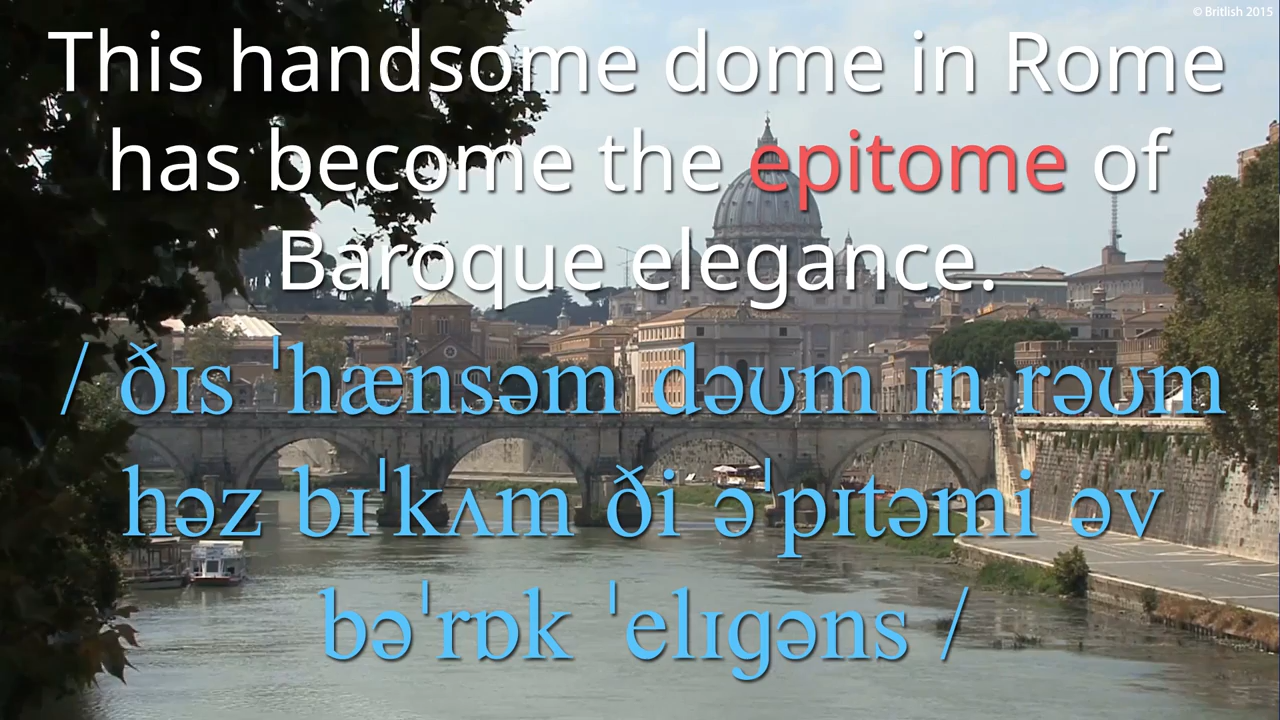 © Britlish 2015
This handsome dome in Rome
has become the epitome of
Baroque elegance.
/ ðɪs ˈhænsəm dəʊm ɪn rəʊm
həz bɪˈkʌm ði əˈpɪtəmi əv
bəˈrɒk ˈelɪɡəns /